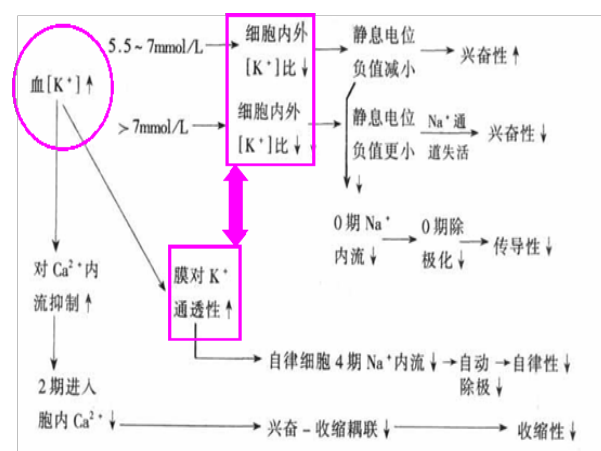 5.5~7mmol/L
细胞内外
[K⁺]比↓
静息电位
负值减小
兴奋性↑
血[K⁺]↑
>7mmol/L
细胞内外
[K⁺]比↓↓
静息电位
负值更小
Na⁺通
道失活
兴奋性↓
0期Na⁺
内流↓
0期除
极化↓
传导性↓
对Ca²⁺内
流抑制↑
膜对K⁺
通透性↑
自律细胞4期Na⁺内流↓→自动
除极↓
→自律性↓
2期进入
胞内Ca²⁺↓
兴奋-收缩耦联↓
收缩性↓